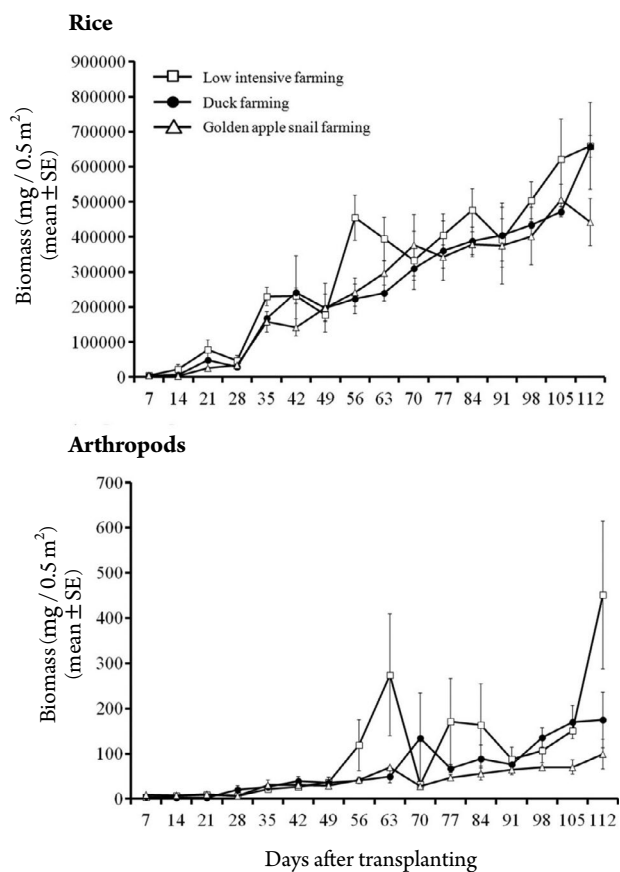 Rice
900000
800000
700000
600000
500000
400000
300000
200000
100000
0
Biomass (mg / 0.5 m²)
(mean ± SE)
Low intensive farming
Duck farming
Golden apple snail farming
7 14 21 28 35 42 49 56 63 70 77 84 91 98 105 112
Arthropods
700
600
500
400
300
200
100
0
Biomass (mg / 0.5 m²)
(mean ± SE)
7 14 21 28 35 42 49 56 63 70 77 84 91 98 105 112
Days after transplanting